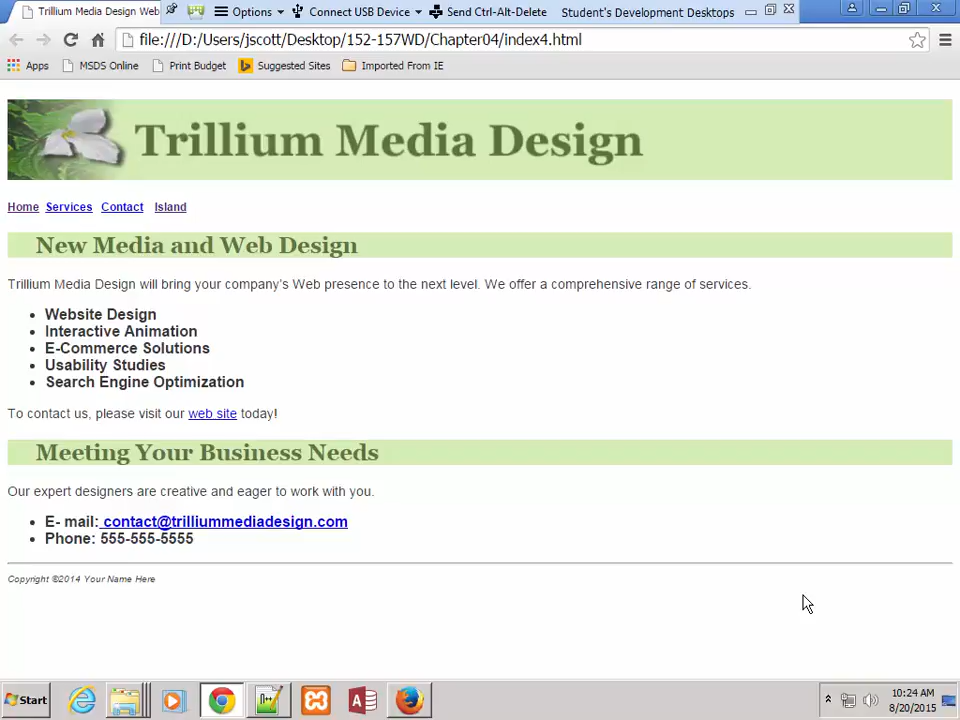 Trillium Media Design Web
Options
Connect USB Device
Send Ctrl-Alt-Delete
Student's Development Desktops
file:///D:/Users/jscott/Desktop/152-157WD/Chapter04/index4.html
Apps
MSDS Online
Print Budget
Suggested Sites
Imported From IE
Trillium Media Design
Home Services Contact Island
New Media and Web Design
Trillium Media Design will bring your company's Web presence to the next level. We offer a comprehensive range of services.
• Website Design
• Interactive Animation
• E-Commerce Solutions
• Usability Studies
• Search Engine Optimization
To contact us, please visit our web site today!
Meeting Your Business Needs
Our expert designers are creative and eager to work with you.
• E- mail: contact@trilliummediadesign.com
• Phone: 555-555-5555
Copyright ©2014 Your Name Here
Start
10:24 AM
8/20/2015